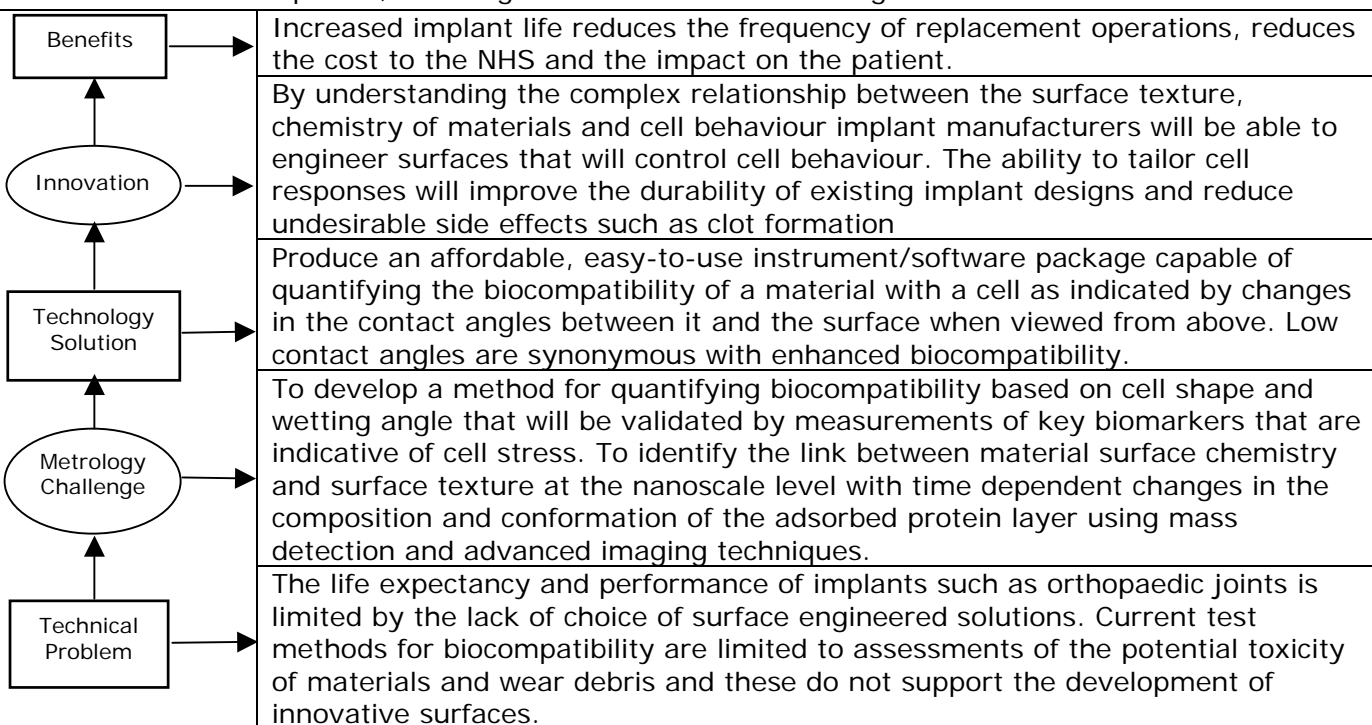 Benefits
Increased implant life reduces the frequency of replacement operations, reduces
the cost to the NHS and the impact on the patient.
Innovation
By understanding the complex relationship between the surface texture,
chemistry of materials and cell behaviour implant manufacturers will be able to
engineer surfaces that will control cell behaviour. The ability to tailor cell
responses will improve the durability of existing implant designs and reduce
undesirable side effects such as clot formation
Technology
Solution
Produce an affordable, easy-to-use instrument/software package capable of
quantifying the biocompatibility of a material with a cell as indicated by changes
in the contact angles between it and the surface when viewed from above. Low
contact angles are synonymous with enhanced biocompatibility.
Metrology
Challenge
To develop a method for quantifying biocompatibility based on cell shape and
wetting angle that will be validated by measurements of key biomarkers that are
indicative of cell stress. To identify the link between material surface chemistry
and surface texture at the nanoscale level with time dependent changes in the
composition and conformation of the adsorbed protein layer using mass
detection and advanced imaging techniques.
Technical
Problem
The life expectancy and performance of implants such as orthopaedic joints is
limited by the lack of choice of surface engineered solutions. Current test
methods for biocompatibility are limited to assessments of the potential toxicity
of materials and wear debris and these do not support the development of
innovative surfaces.